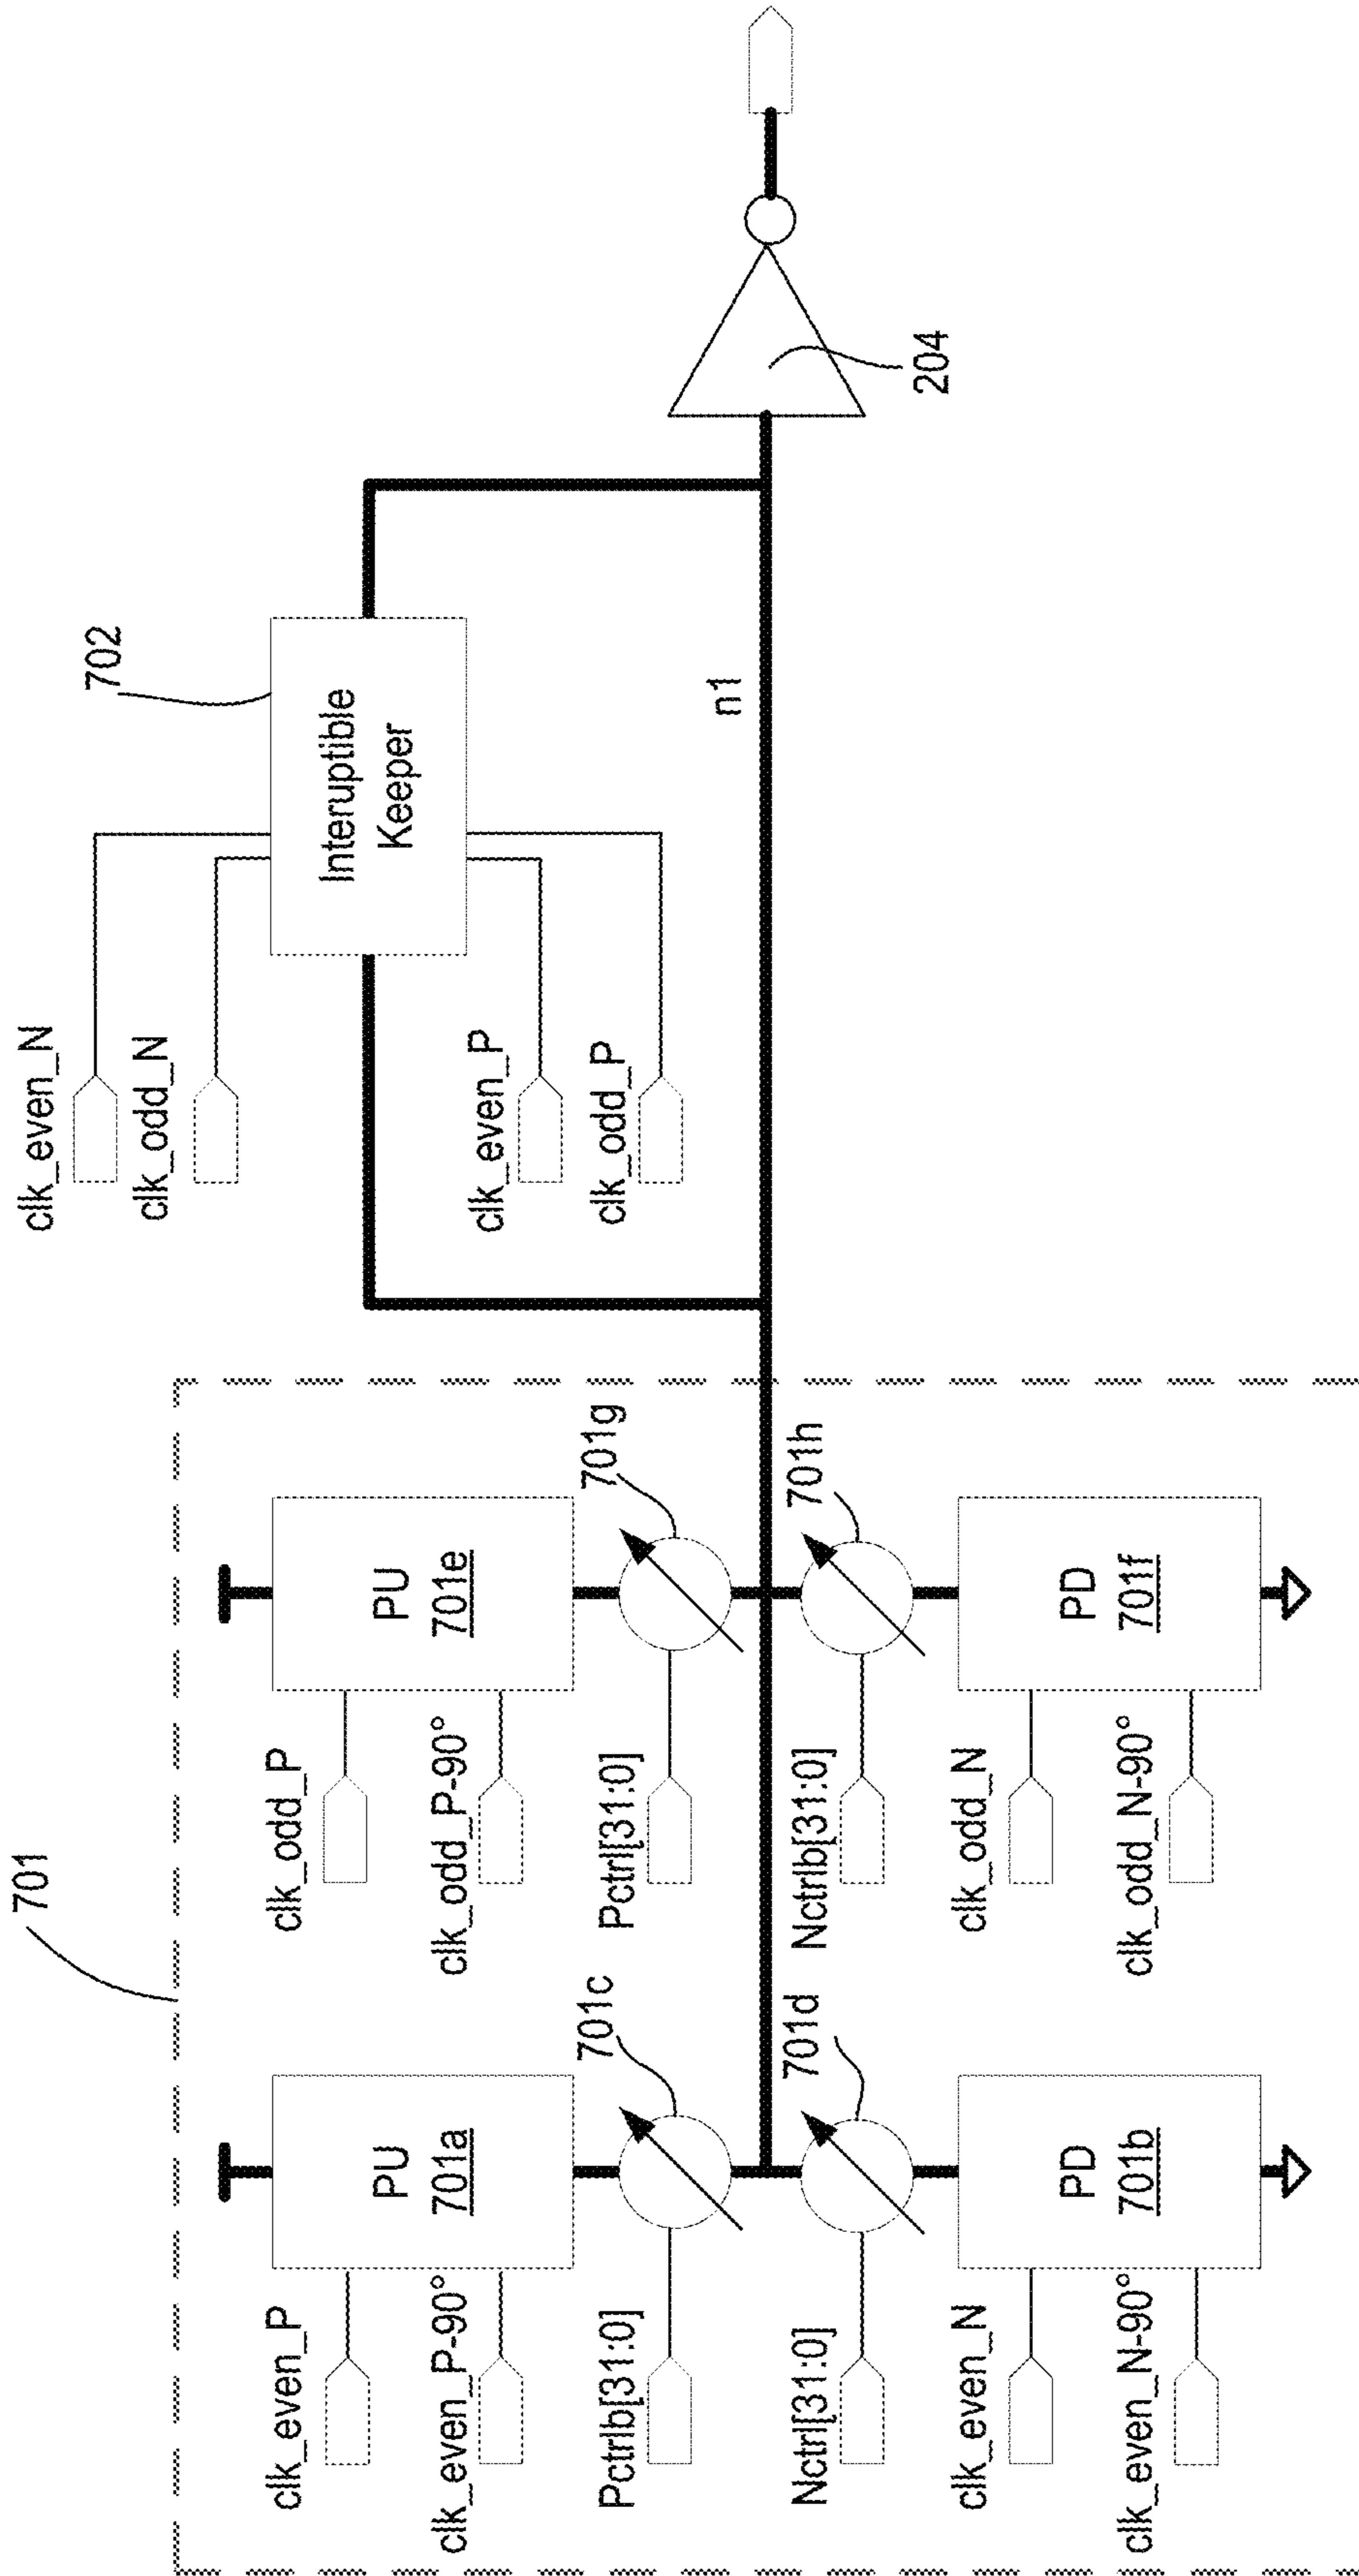 701
clk_even_P
clk_even_P-90°
PU
701a
Pctrlb[31:0]
701c
Nctrl[31:0]
701d
clk_even_N
clk_even_N-90°
PD
701b
clk_odd_P
clk_odd_P-90°
PU
701e
Pctrl[31:0]
701g
Nctrlb[31:0]
701h
clk_odd_N
clk_odd_N-90°
PD
701f
clk_even_N
clk_odd_N
clk_even_P
clk_odd_P
702
Interuptible
Keeper
n1
204